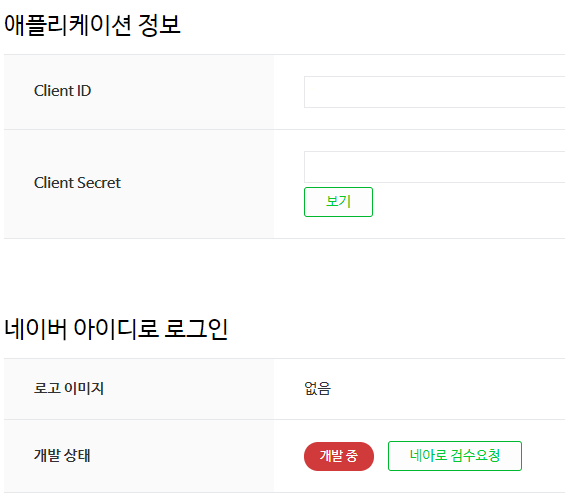 애플리케이션 정보
Client ID
Client Secret
보기
네이버 아이디로 로그인
로고 이미지 없음
개발 상태 개발 중 네아로 검수요청